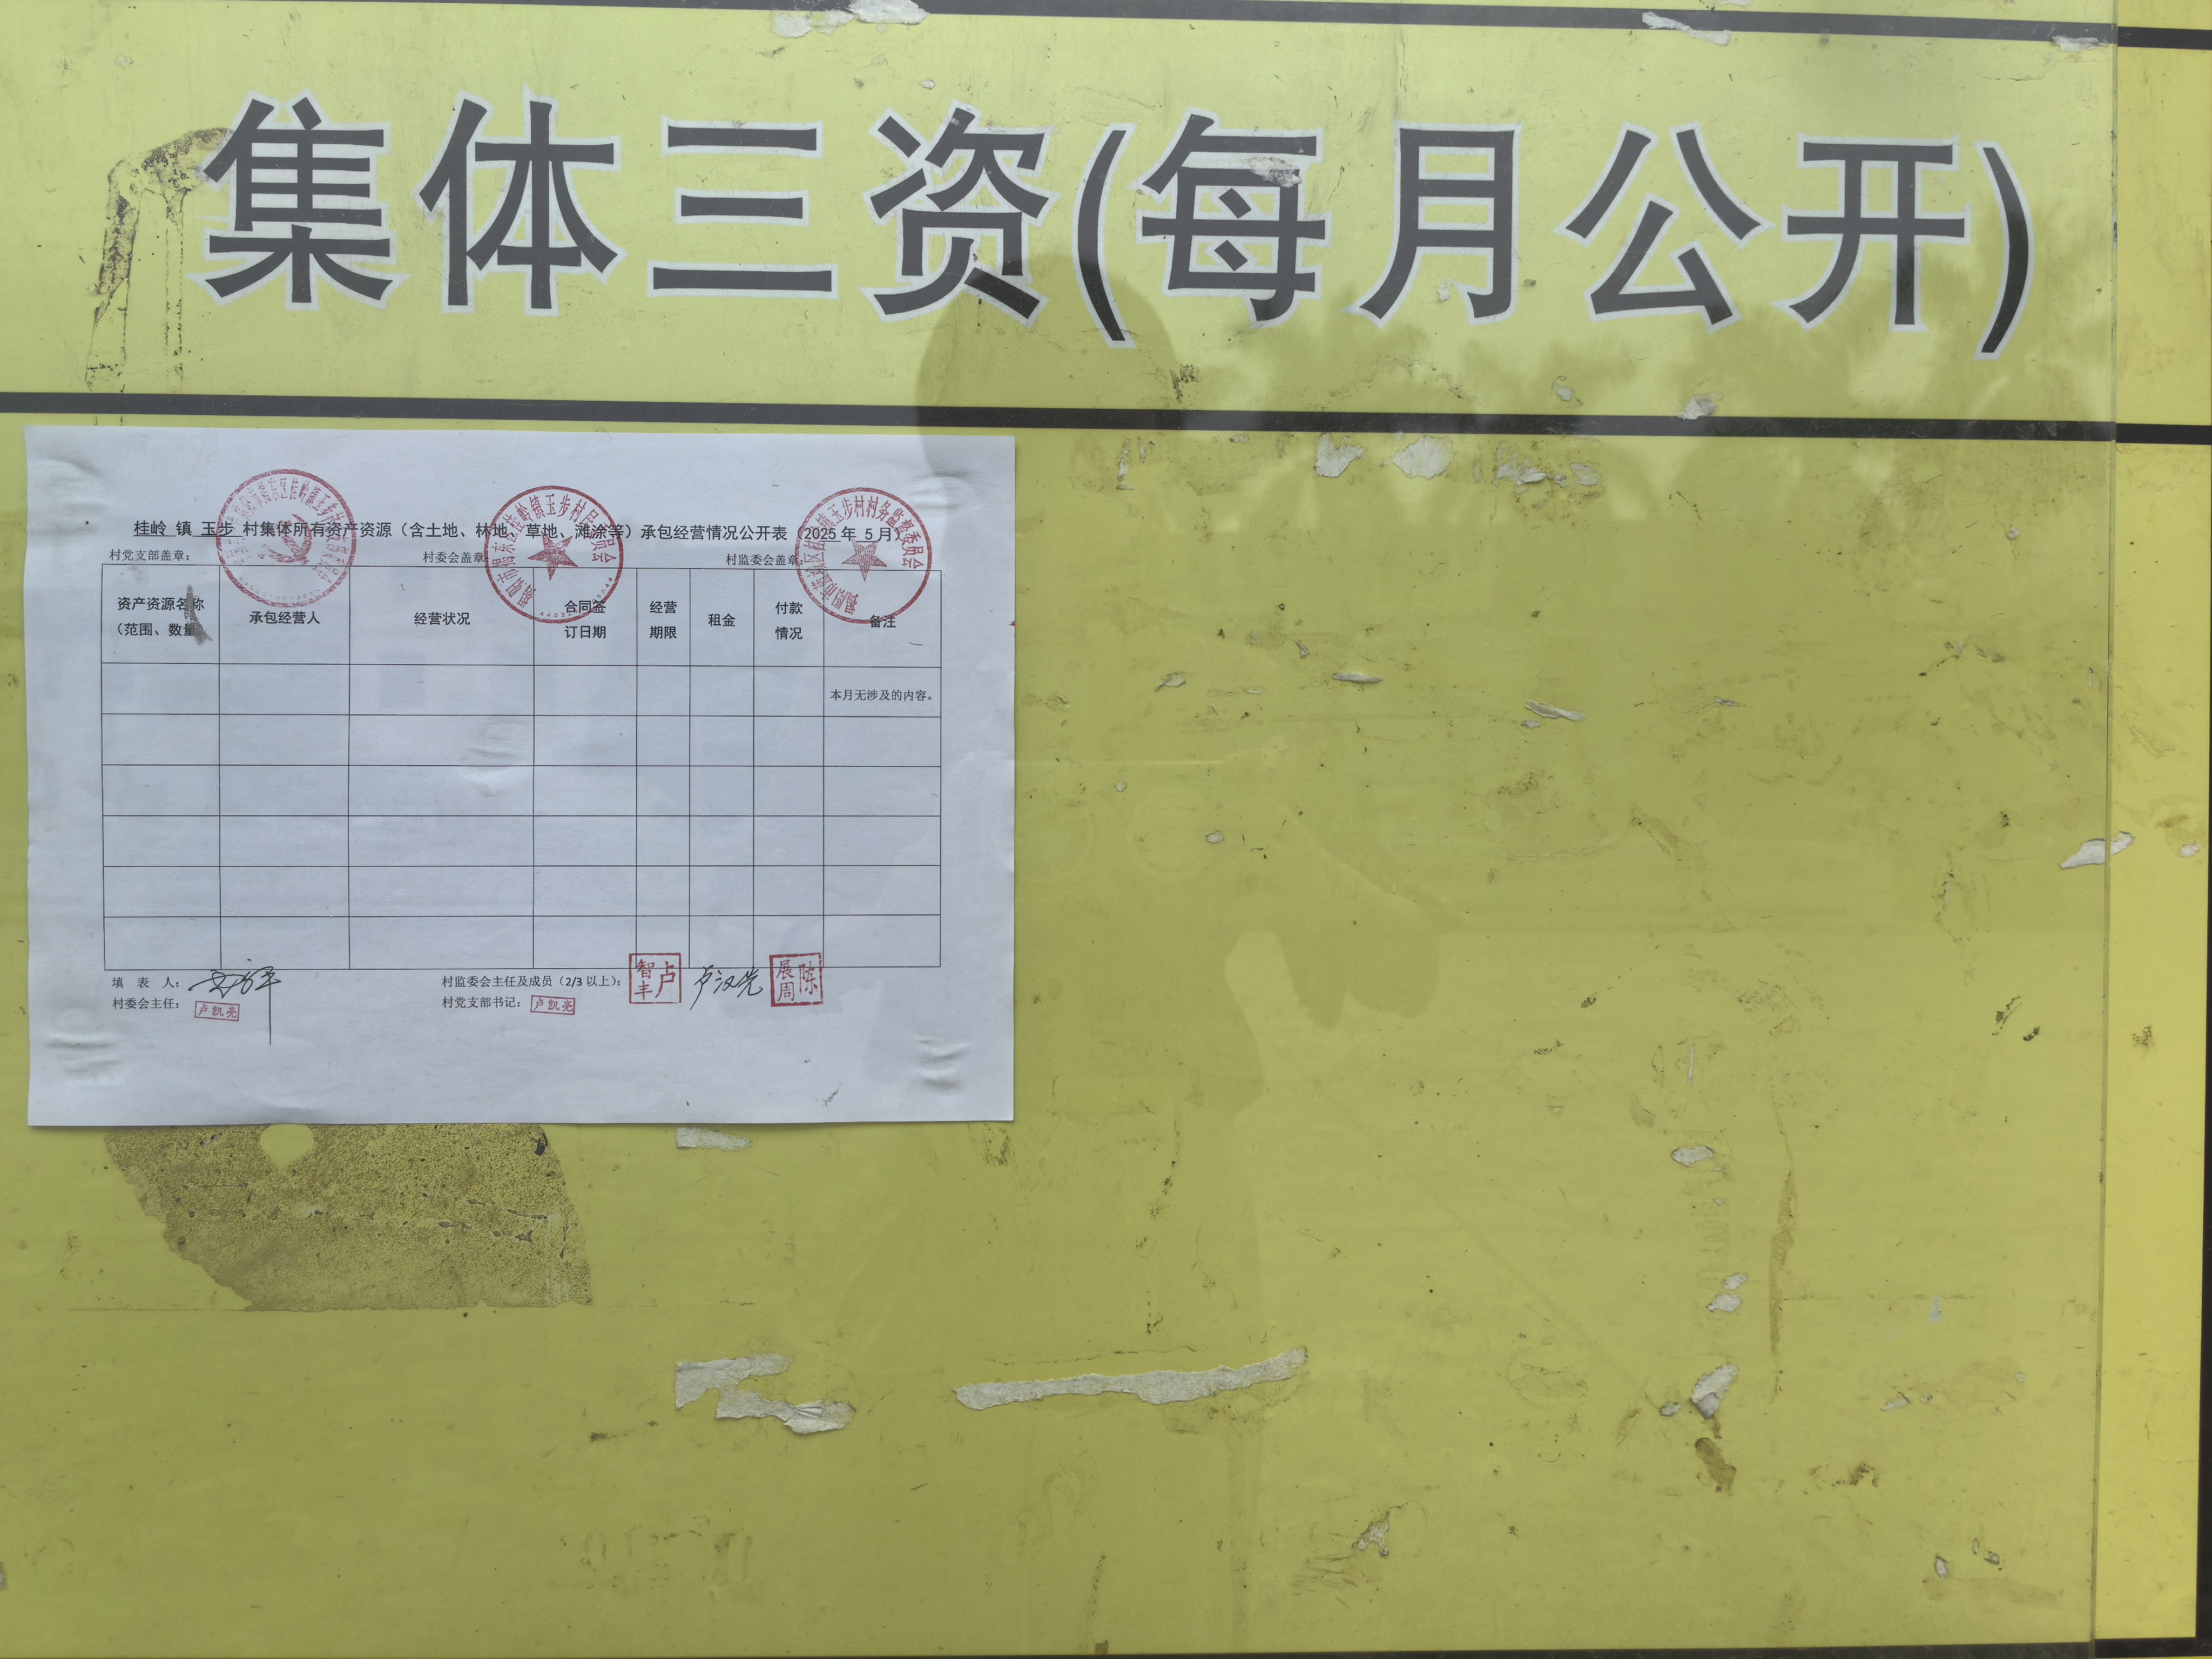 集体三资(每月公开)
桂岭 镇 玉步 村集体所有资产资源（含土地、林地、草地、滩涂等）承包经营情况公开表（2025 年 5 月）
村党支部盖章： 村委会盖章： 村监委会盖章：
资产资源名称（范围、数量） 承包经营人 经营状况 合同签订日期 经营期限 租金 付款情况 备注
本月无涉及的内容。
填 表 人： 村监委会主任及成员（2/3 以上）： 卢智丰 卢汉光 陈展周
村委会主任： 卢凯亮 村党支部书记： 卢凯亮